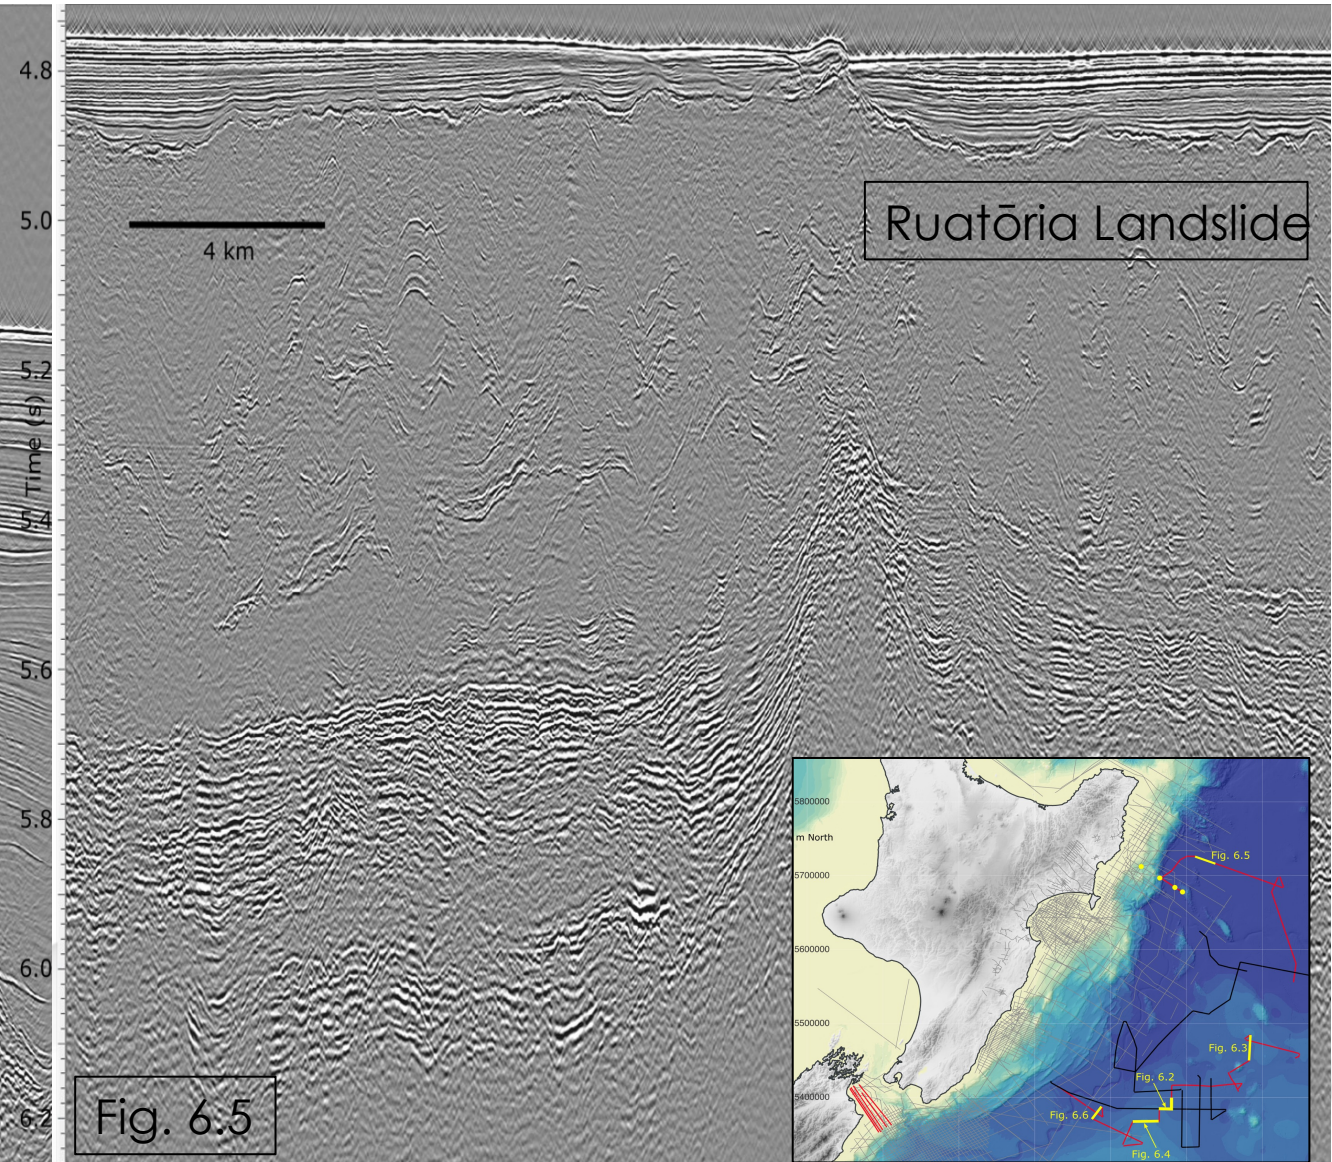 4.8
5.0
4 km
Ruatōria Landslide
5.2
Time (s)
5.4
5.6
5.8
6.0
6.2
Fig. 6.5
5800000
m North
5700000
5600000
5500000
5400000
Fig. 6.5
Fig. 6.3
Fig. 6.2
Fig. 6.6
Fig. 6.4